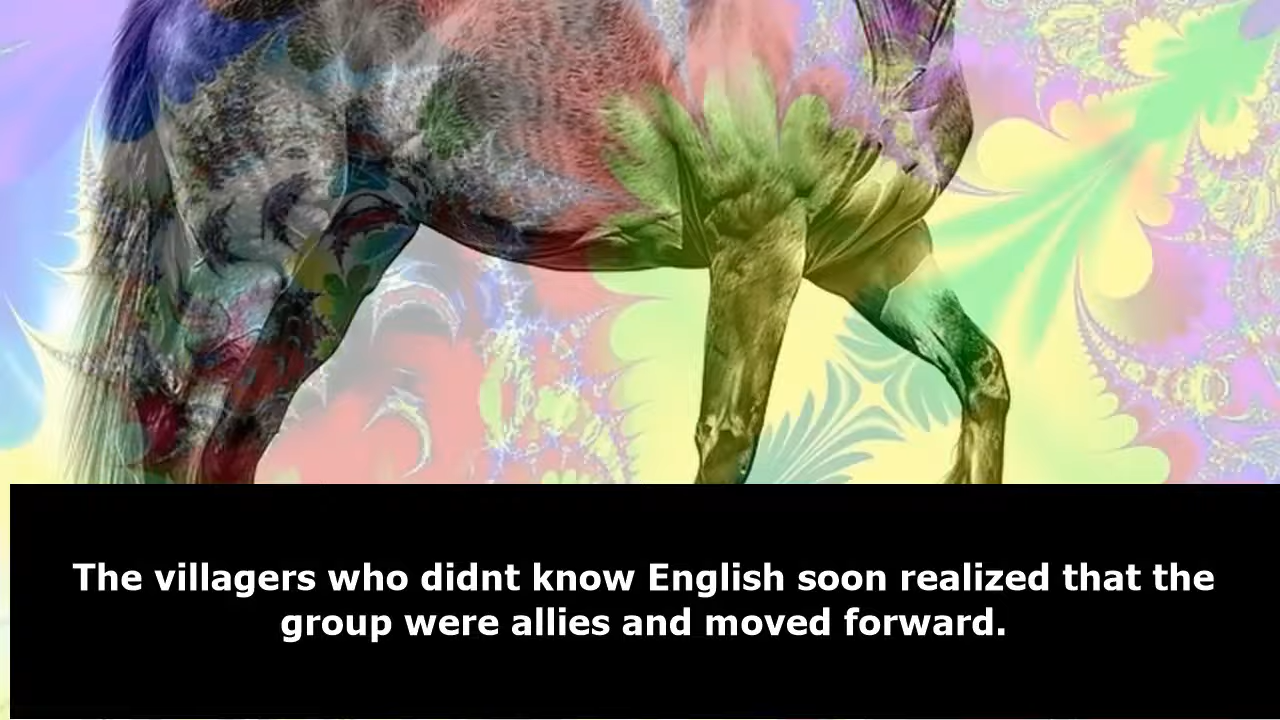 The villagers who didnt know English soon realized that the
group were allies and moved forward.